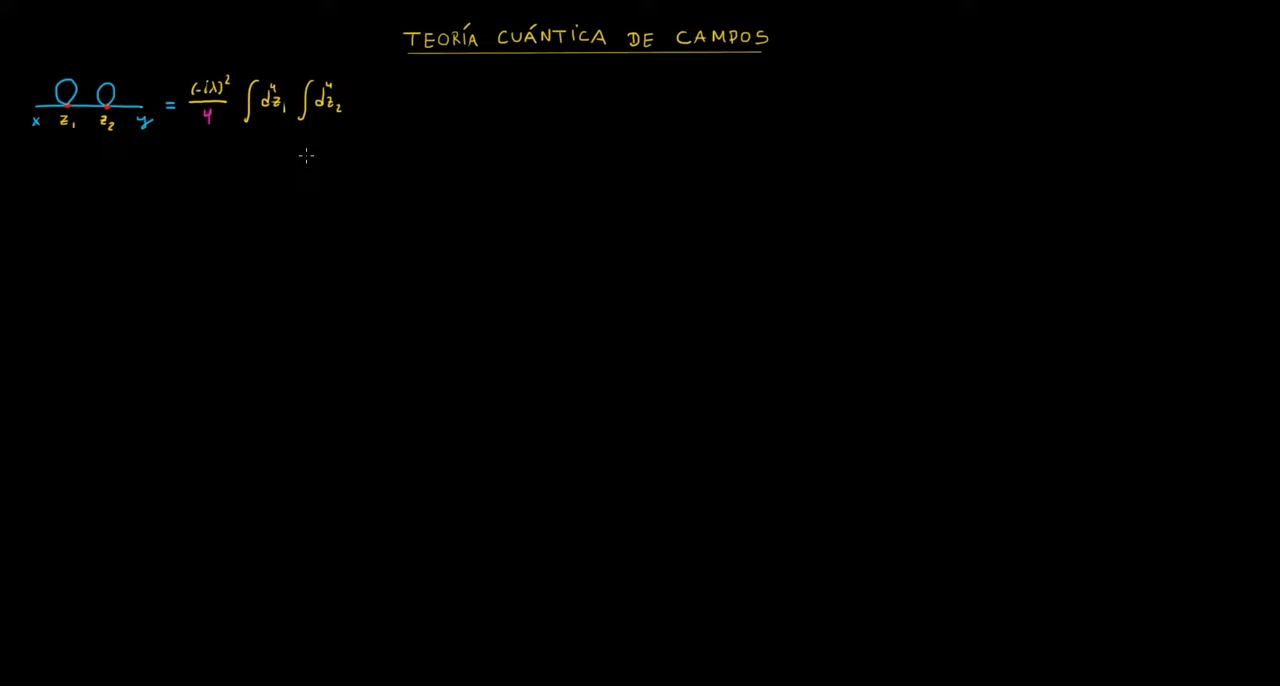 TEORÍA CUÁNTICA DE CAMPOS
x z₁ z₂ y = (-iλ)²/4 ∫ d⁴z₁ ∫ d⁴z₂